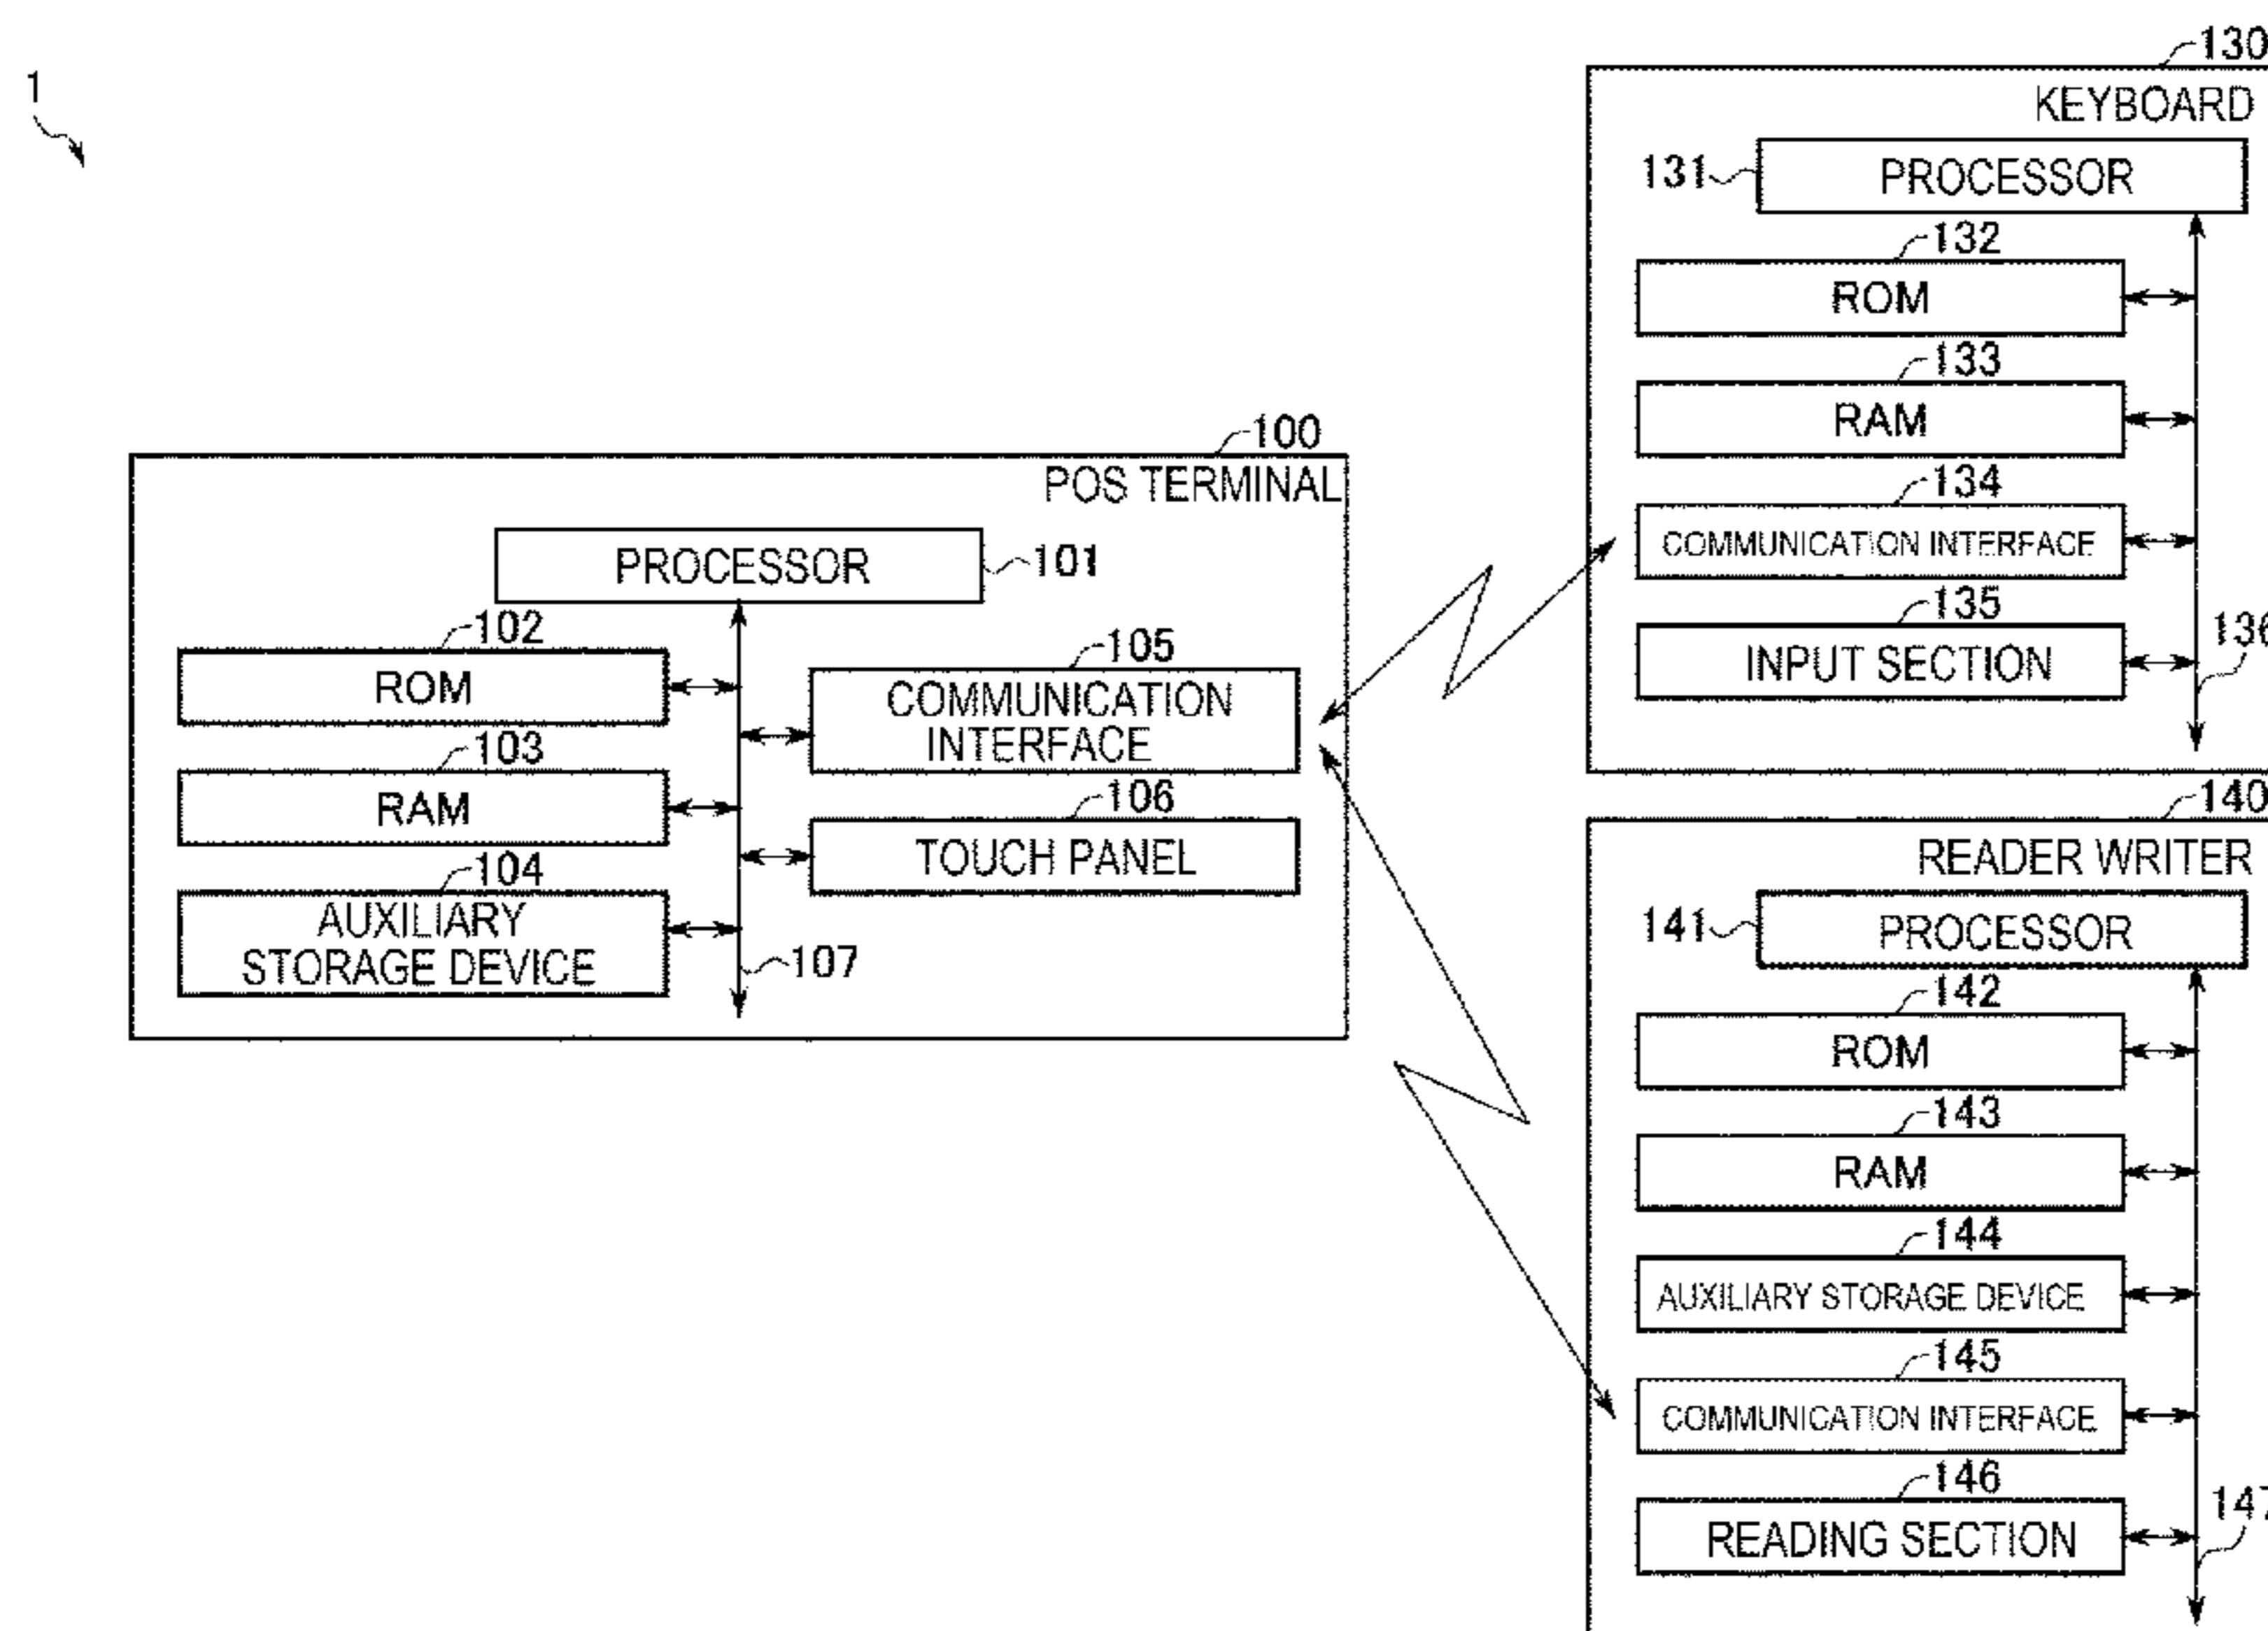 1
100
POS TERMINAL
PROCESSOR
101
102
ROM
103
RAM
104
AUXILIARY
STORAGE DEVICE
105
COMMUNICATION
INTERFACE
106
TOUCH PANEL
107
130
KEYBOARD
131
PROCESSOR
132
ROM
133
RAM
134
COMMUNICATION INTERFACE
135
INPUT SECTION
136
140
READER WRITER
141
PROCESSOR
142
ROM
143
RAM
144
AUXILIARY STORAGE DEVICE
145
COMMUNICATION INTERFACE
146
READING SECTION
147